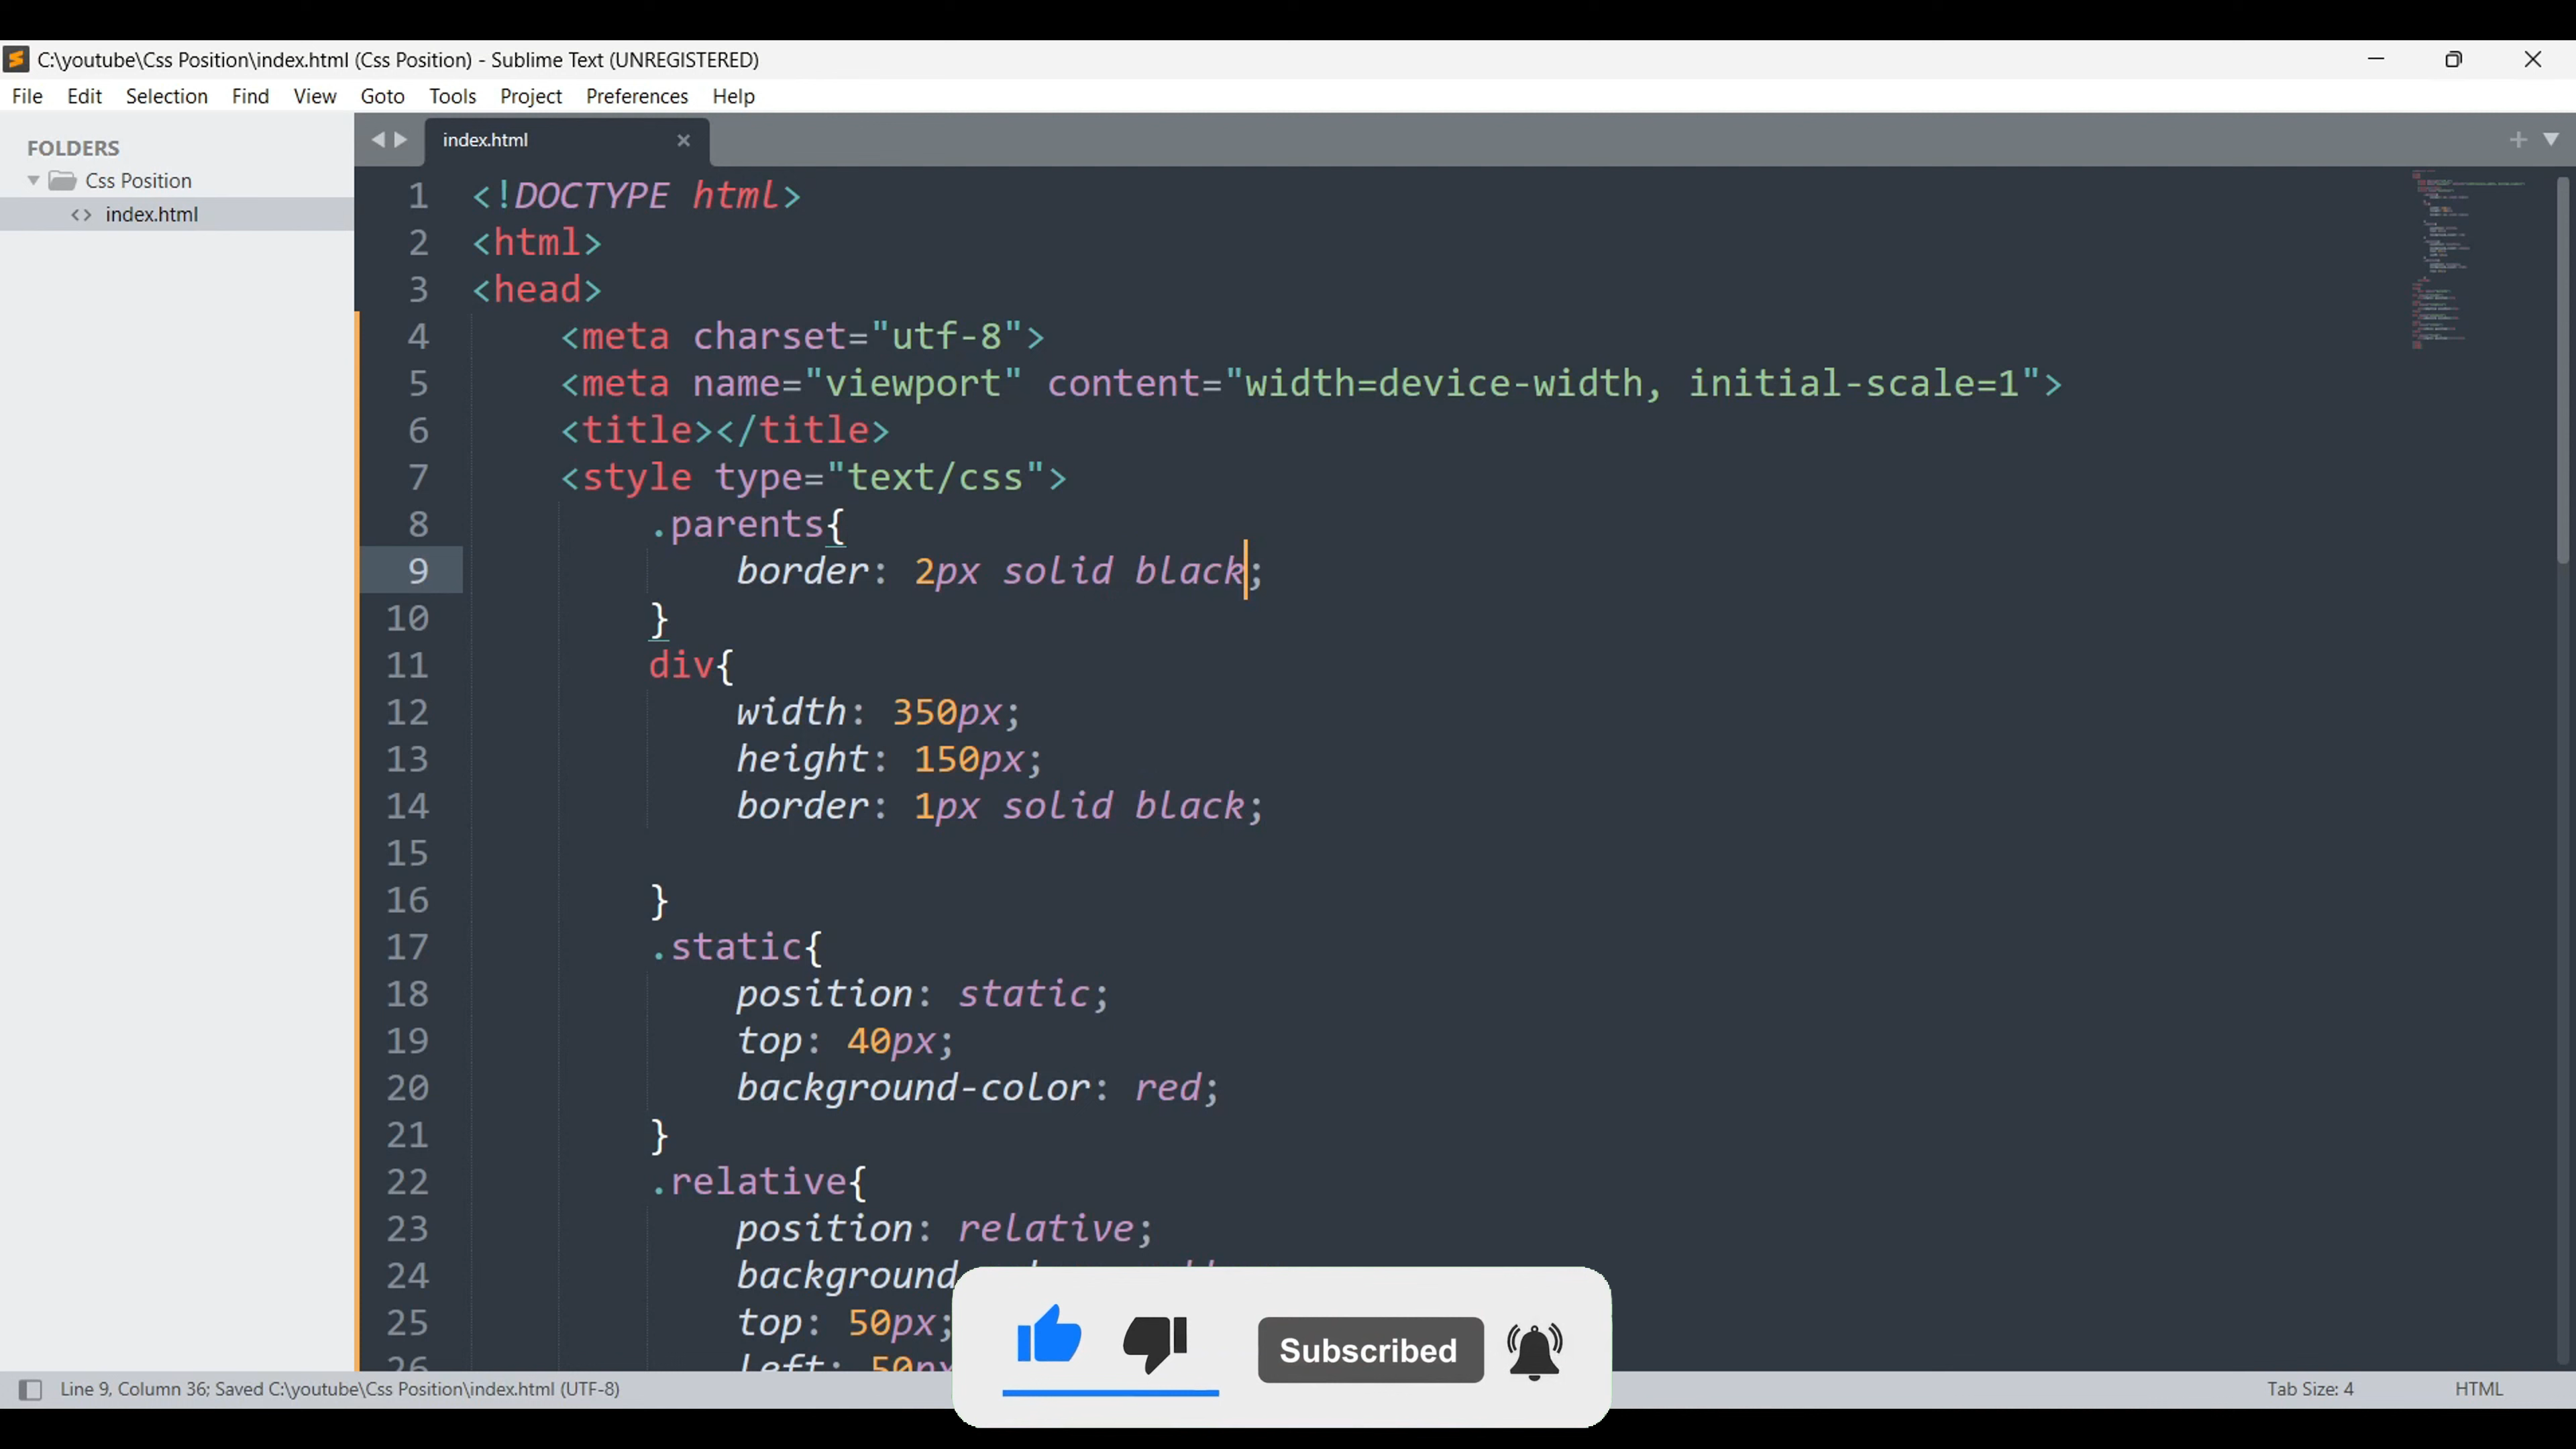 C:\youtube\Css Position\index.html (Css Position) - Sublime Text (UNREGISTERED)
File Edit Selection Find View Goto Tools Project Preferences Help
FOLDERS
Css Position
<> index.html
index.html
1 <!DOCTYPE html>
2 <html>
3 <head>
4 <meta charset="utf-8">
5 <meta name="viewport" content="width=device-width, initial-scale=1">
6 <title></title>
7 <style type="text/css">
8 .parents{
9 border: 2px solid black;
10 }
11 div{
12 width: 350px;
13 height: 150px;
14 border: 1px solid black;
15
16 }
17 .static{
18 position: static;
19 top: 40px;
20 background-color: red;
21 }
22 .relative{
23 position: relative;
24 background
25 top: 50px;
26 left: 50px
Subscribed
Line 9, Column 36; Saved C:\youtube\Css Position\index.html (UTF-8)
Tab Size: 4
HTML